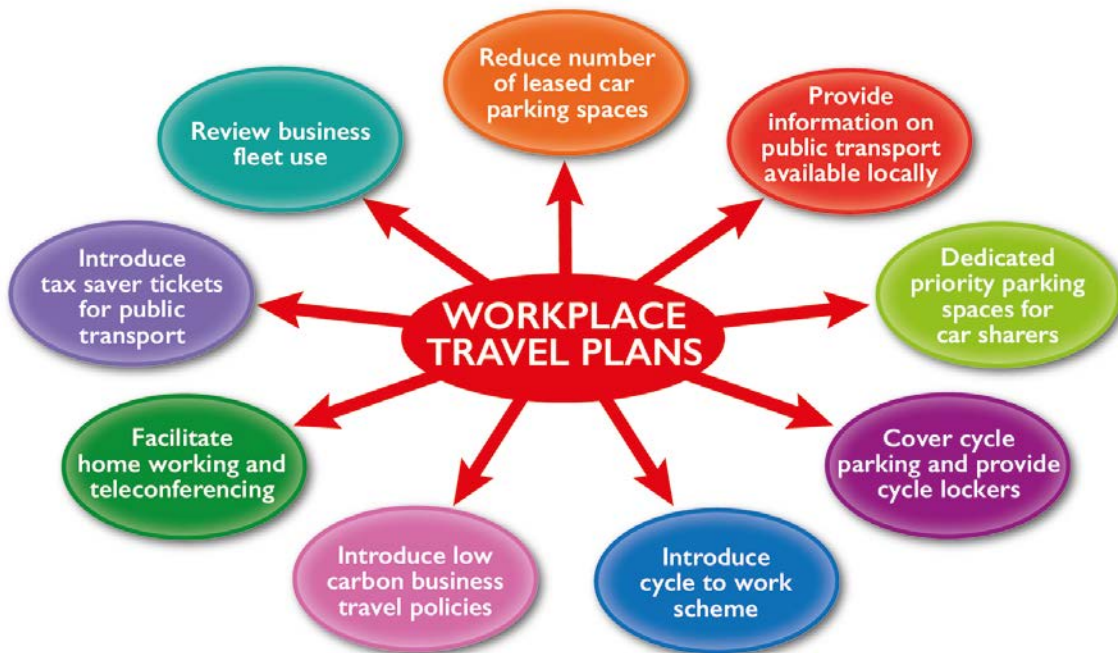 WORKPLACE
TRAVEL PLANS
Reduce number
of leased car
parking spaces
Provide
information on
public transport
available locally
Dedicated
priority parking
spaces for
car sharers
Cover cycle
parking and provide
cycle lockers
Introduce
cycle to work
scheme
Introduce low
carbon business
travel policies
Facilitate
home working and
teleconferencing
Introduce
tax saver tickets
for public
transport
Review business
fleet use